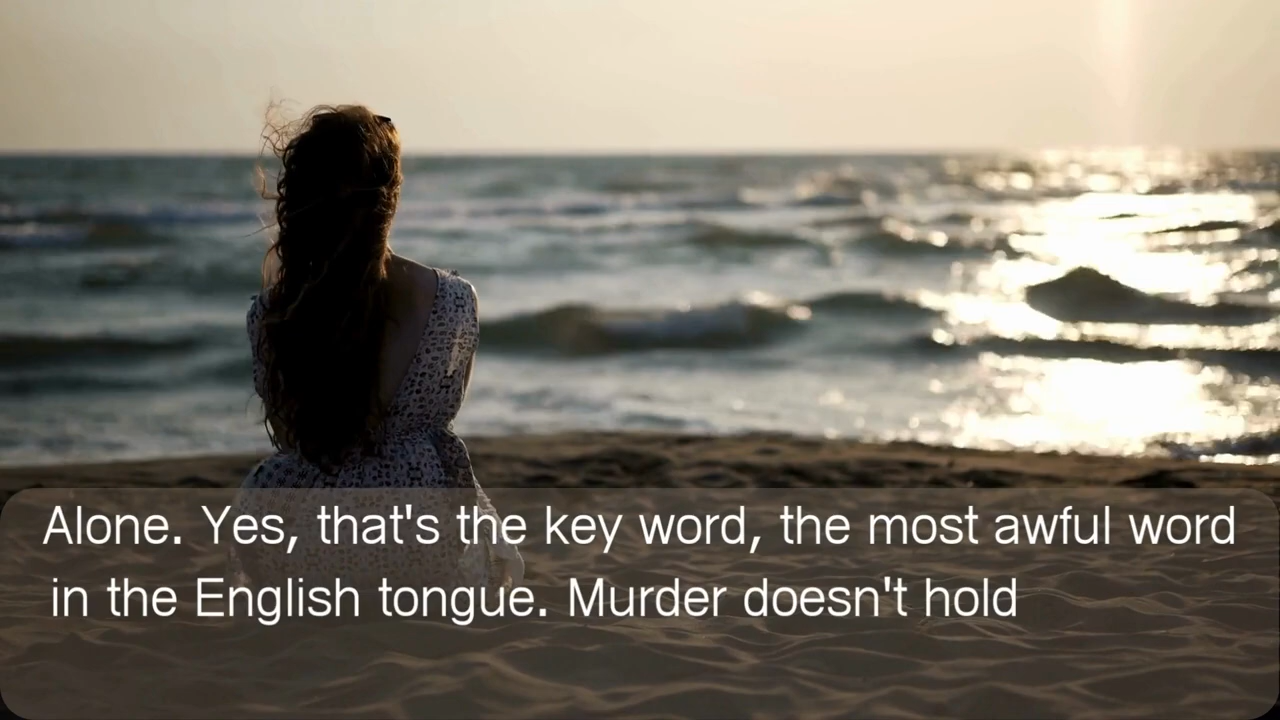 Alone. Yes, that's the key word, the most awful word
in the English tongue. Murder doesn't hold